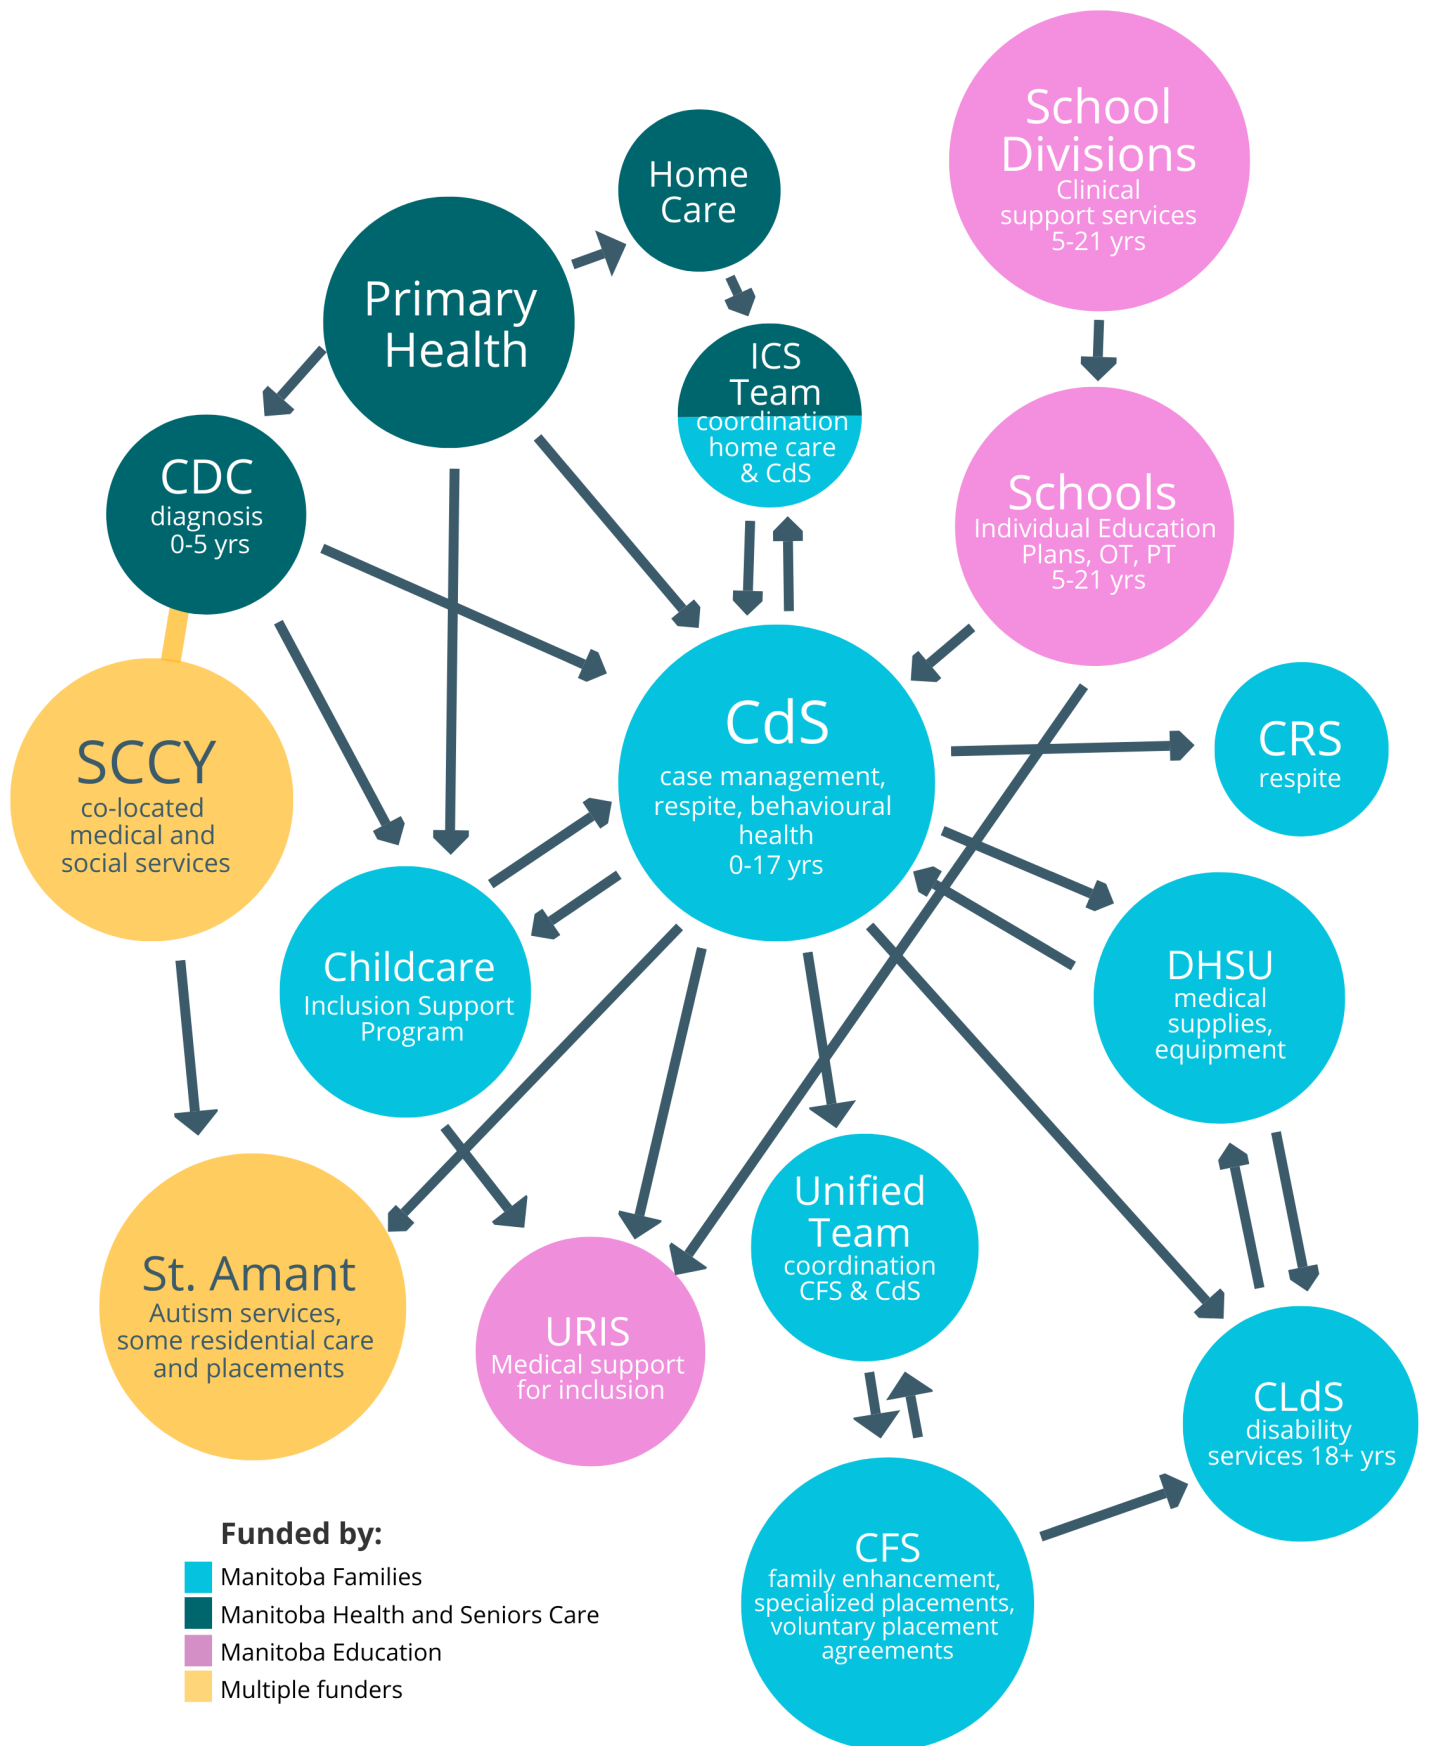 School
Divisions
Clinical
support services
5-21 yrs
Home
Care
Primary
Health
ICS
Team
coordination
home care
& CdS
CDC
diagnosis
0-5 yrs
Schools
Individual Education
Plans, OT, PT
5-21 yrs
SCCY
co-located
medical and
social services
CdS
case management,
respite, behavioural
health
0-17 yrs
CRS
respite
Childcare
Inclusion Support
Program
DHSU
medical
supplies,
equipment
St. Amant
Autism services,
some residential care
and placements
URIS
Medical support
for inclusion
Unified
Team
coordination
CFS & CdS
CLdS
disability
services 18+ yrs
CFS
family enhancement,
specialized placements,
voluntary placement
agreements
Funded by:
Manitoba Families
Manitoba Health and Seniors Care
Manitoba Education
Multiple funders